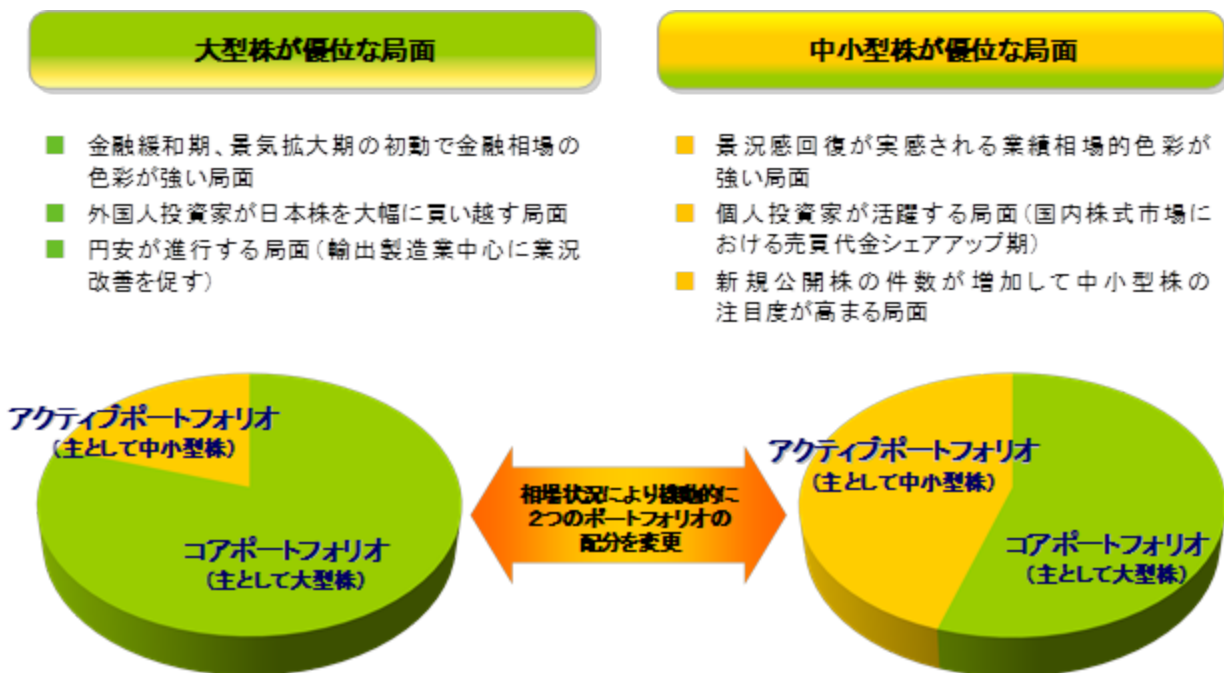 大型株が優位な局面
金融緩和期、景気拡大期の初動で金融相場の
色彩が強い局面
外国人投資家が日本株を大幅に買い越す局面
円安が進行する局面（輸出製造業中心に業況
改善を促す）
中小型株が優位な局面
景況感回復が実感される業績相場的色彩が
強い局面
個人投資家が活躍する局面（国内株式市場に
おける売買代金シェアアップ期）
新規公開株の件数が増加して中小型株の
注目度が高まる局面
アクティブポートフォリオ
（主として中小型株）
コアポートフォリオ
（主として大型株）
相場状況により機動的に
2つのポートフォリオの
配分を変更
アクティブポートフォリオ
（主として中小型株）
コアポートフォリオ
（主として大型株）